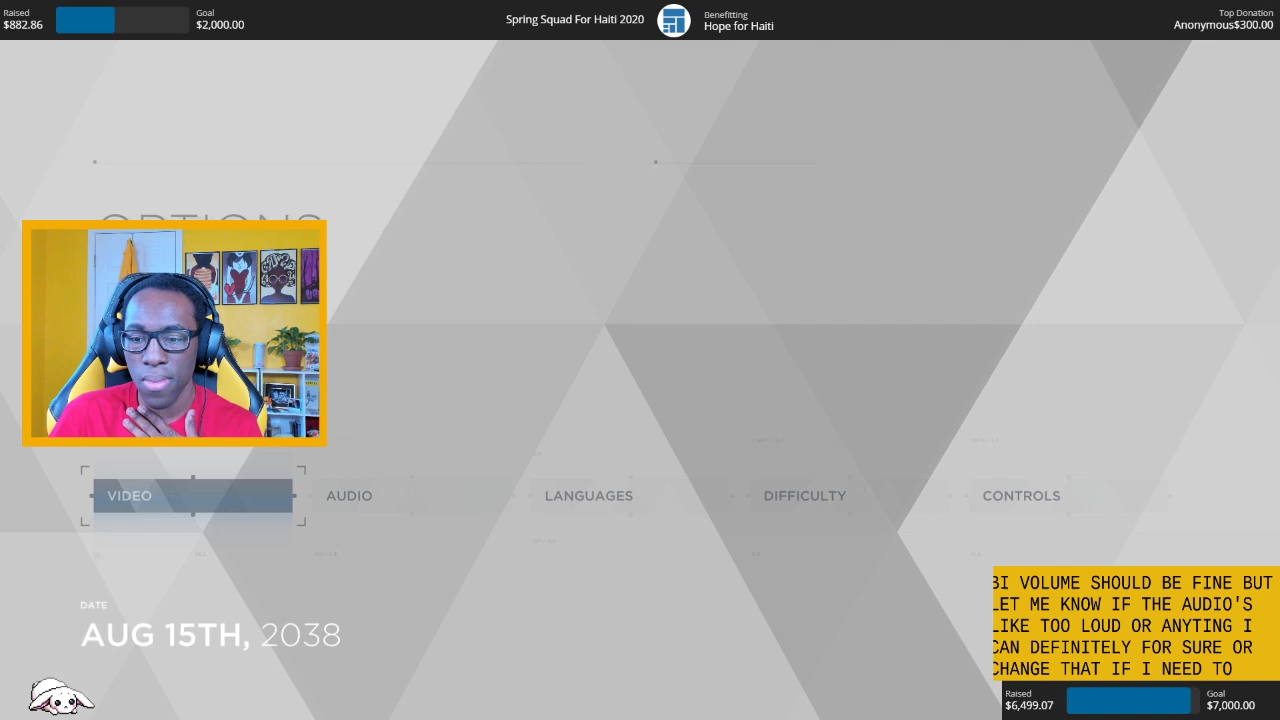 Raised
$882.86
Goal
$2,000.00
Spring Squad For Haiti 2020
Benefitting
Hope for Haiti
Top Donation
Anonymous$300.00
OPTIONS
VIDEO
AUDIO
LANGUAGES
DIFFICULTY
CONTROLS
DATE
AUG 15TH, 2038
BI VOLUME SHOULD BE FINE BUT
LET ME KNOW IF THE AUDIO'S
LIKE TOO LOUD OR ANYTING I
CAN DEFINITELY FOR SURE OR
CHANGE THAT IF I NEED TO
Raised
$6,499.07
Goal
$7,000.00